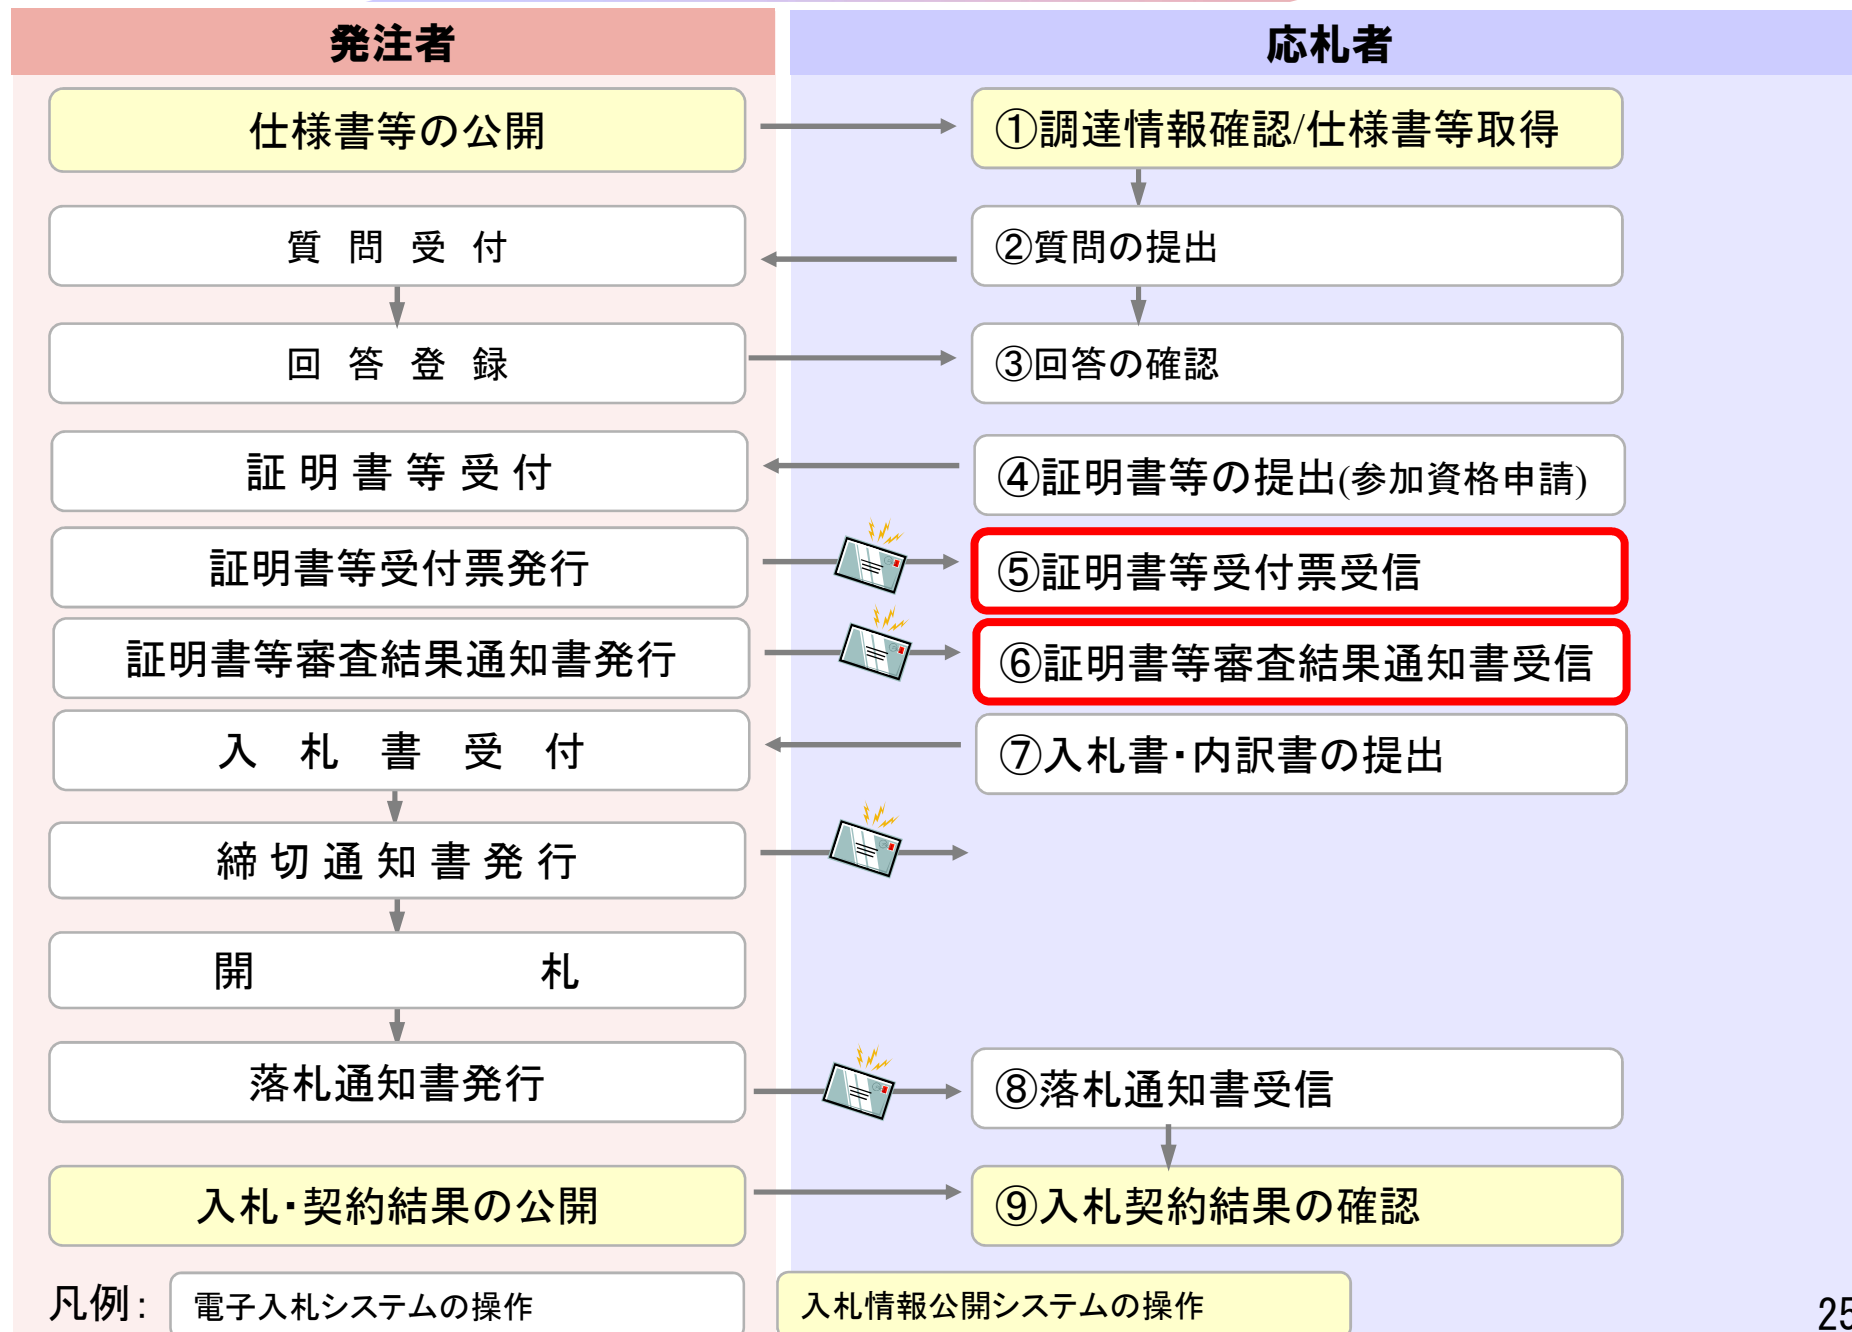 発注者
応札者
仕様書等の公開
①調達情報確認/仕様書等取得
質問受付
②質問の提出
回答登録
③回答の確認
証明書等受付
④証明書等の提出(参加資格申請)
証明書等受付票発行
⑤証明書等受付票受信
証明書等審査結果通知書発行
⑥証明書等審査結果通知書受信
入札書受付
⑦入札書・内訳書の提出
締切通知書発行
開札
落札通知書発行
⑧落札通知書受信
入札・契約結果の公開
⑨入札契約結果の確認
凡例：
電子入札システムの操作
入札情報公開システムの操作
25